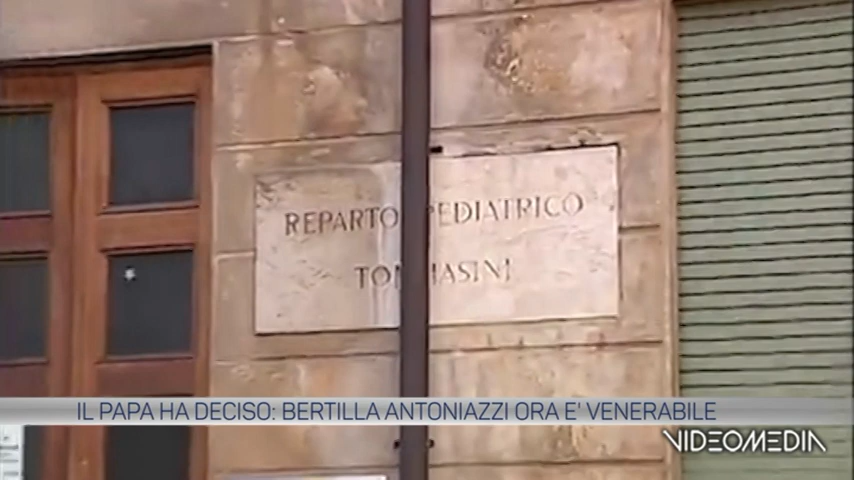 REPARTO PEDIATRICO
TOMMASINI
IL PAPA HA DECISO: BERTILLA ANTONIAZZI ORA E' VENERABILE
VIDEOMEDIA